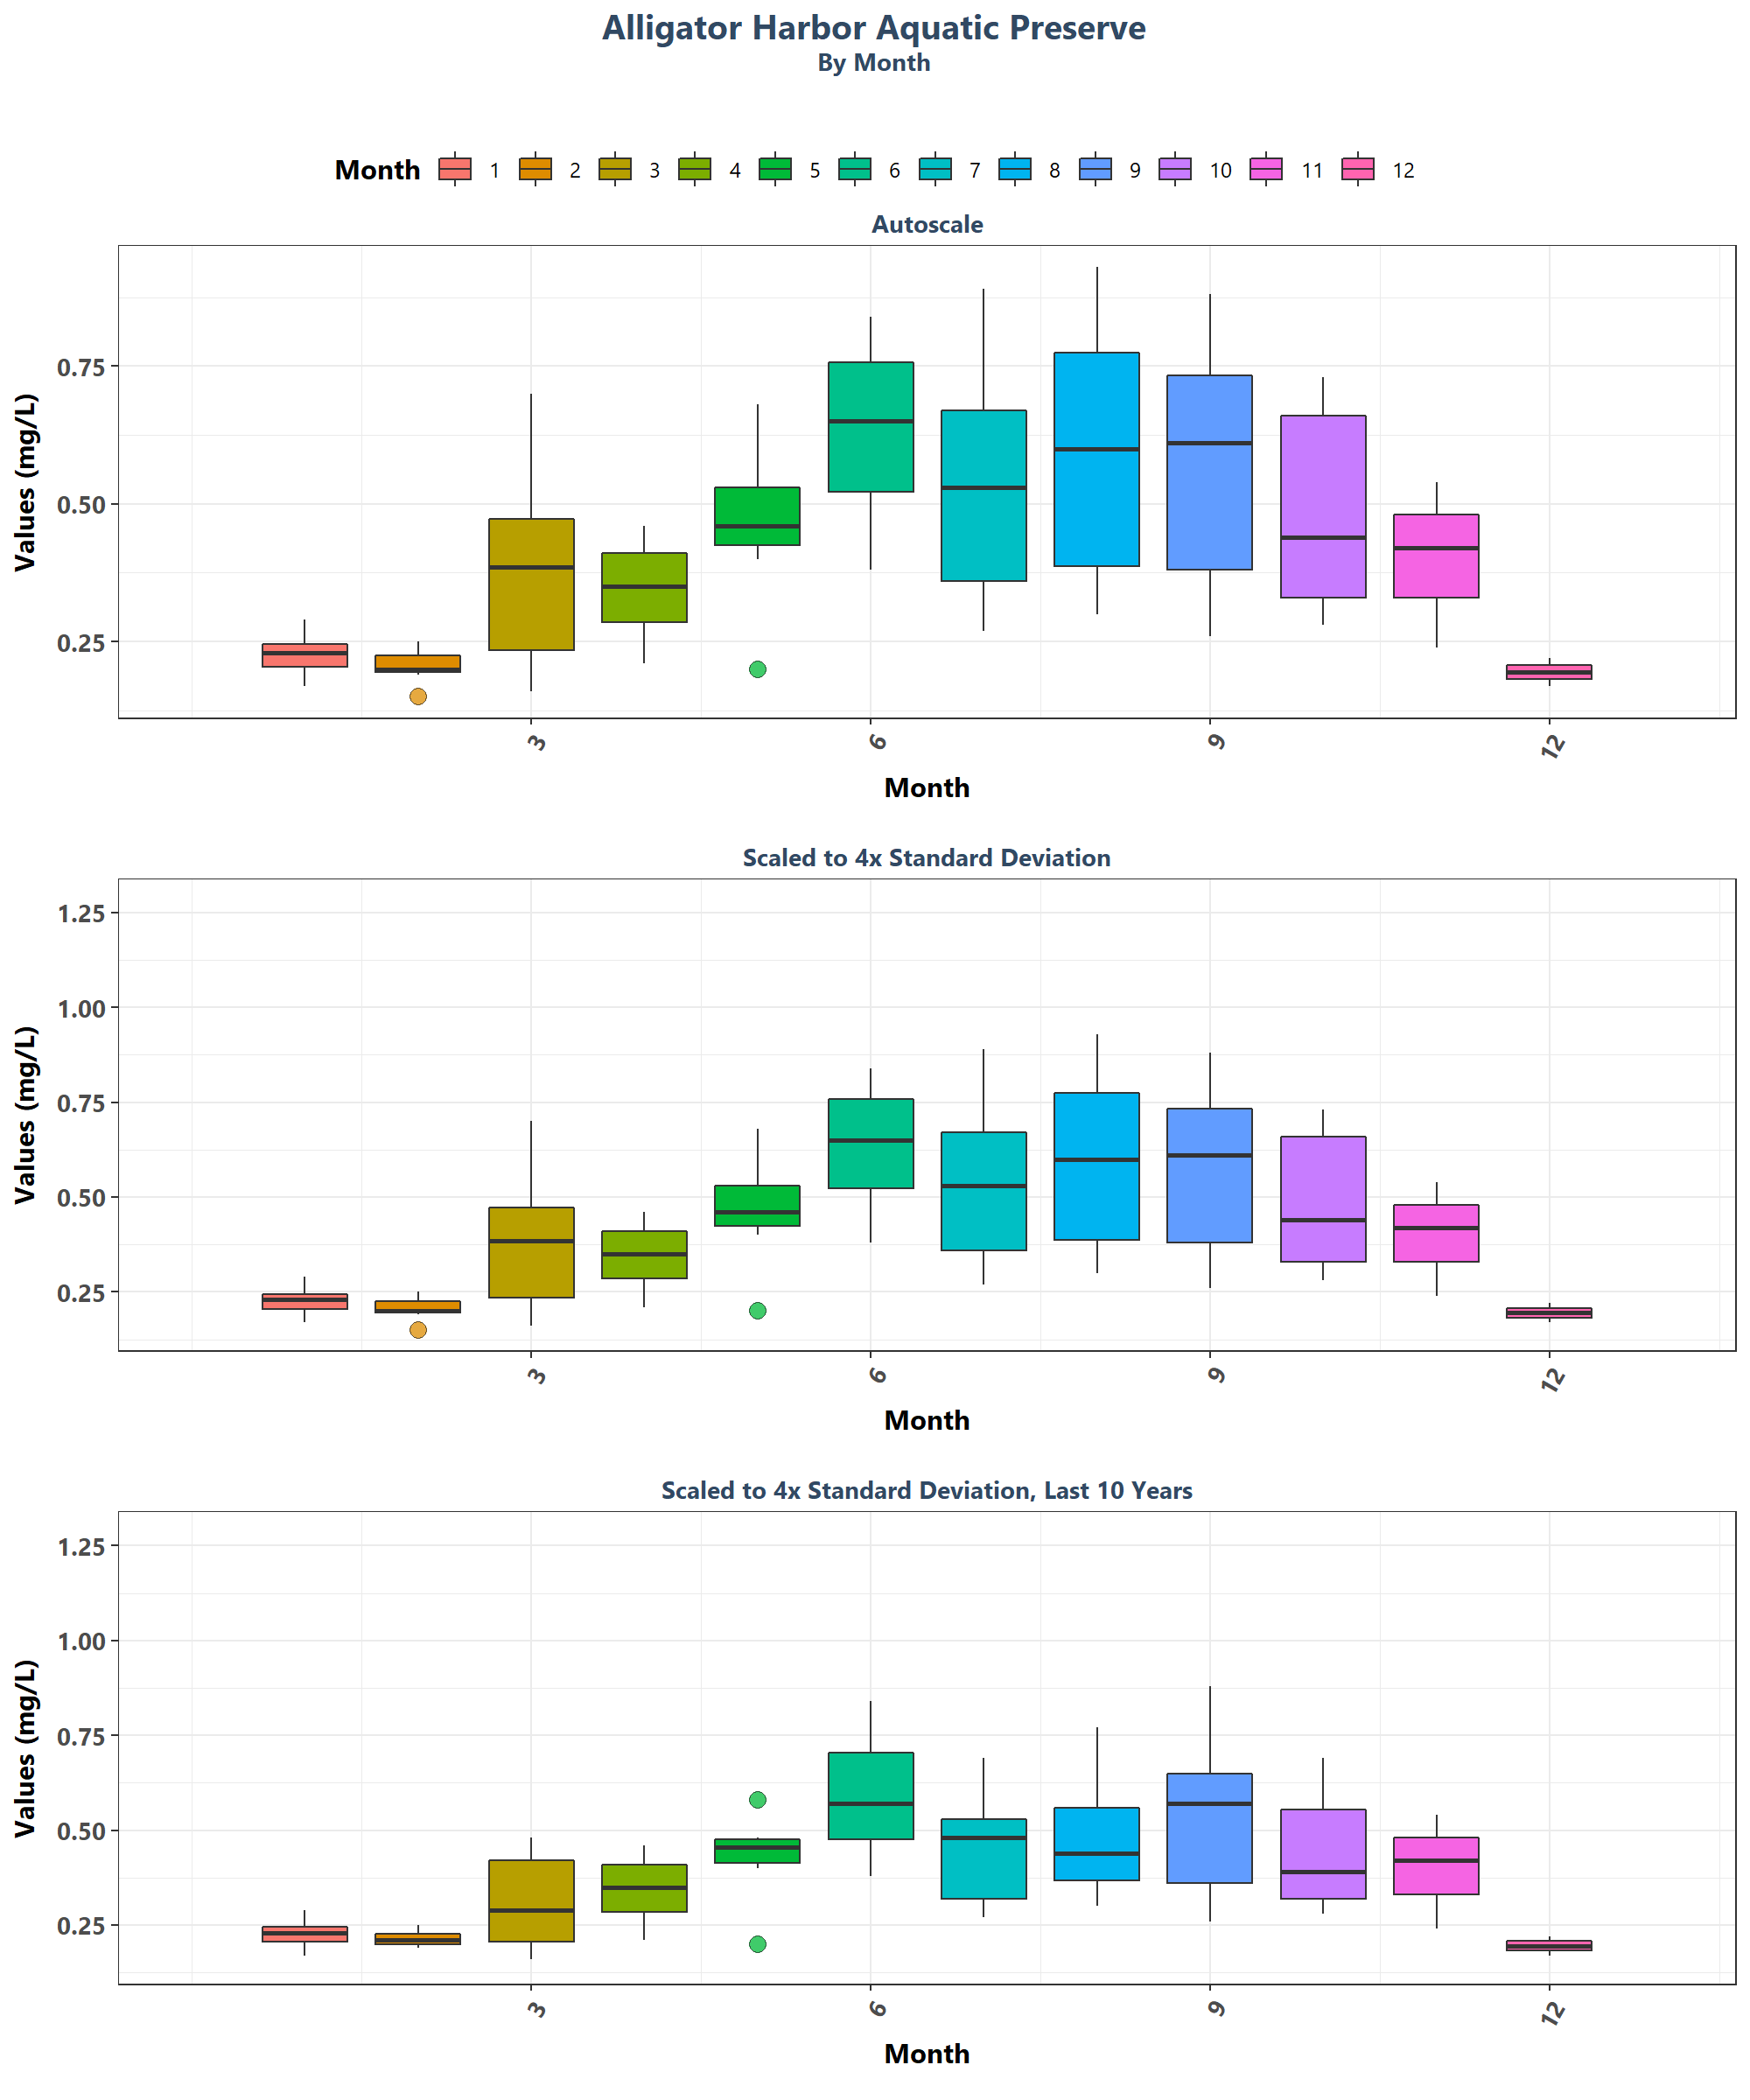 Alligator Harbor Aquatic Preserve
By Month
Month 1 2 3 4 5 6 7 8 9 10 11 12
Autoscale
Values (mg/L)
0.75
0.50
0.25
3 6 9 12
Month
Scaled to 4x Standard Deviation
Values (mg/L)
1.25
1.00
0.75
0.50
0.25
3 6 9 12
Month
Scaled to 4x Standard Deviation, Last 10 Years
Values (mg/L)
1.25
1.00
0.75
0.50
0.25
3 6 9 12
Month